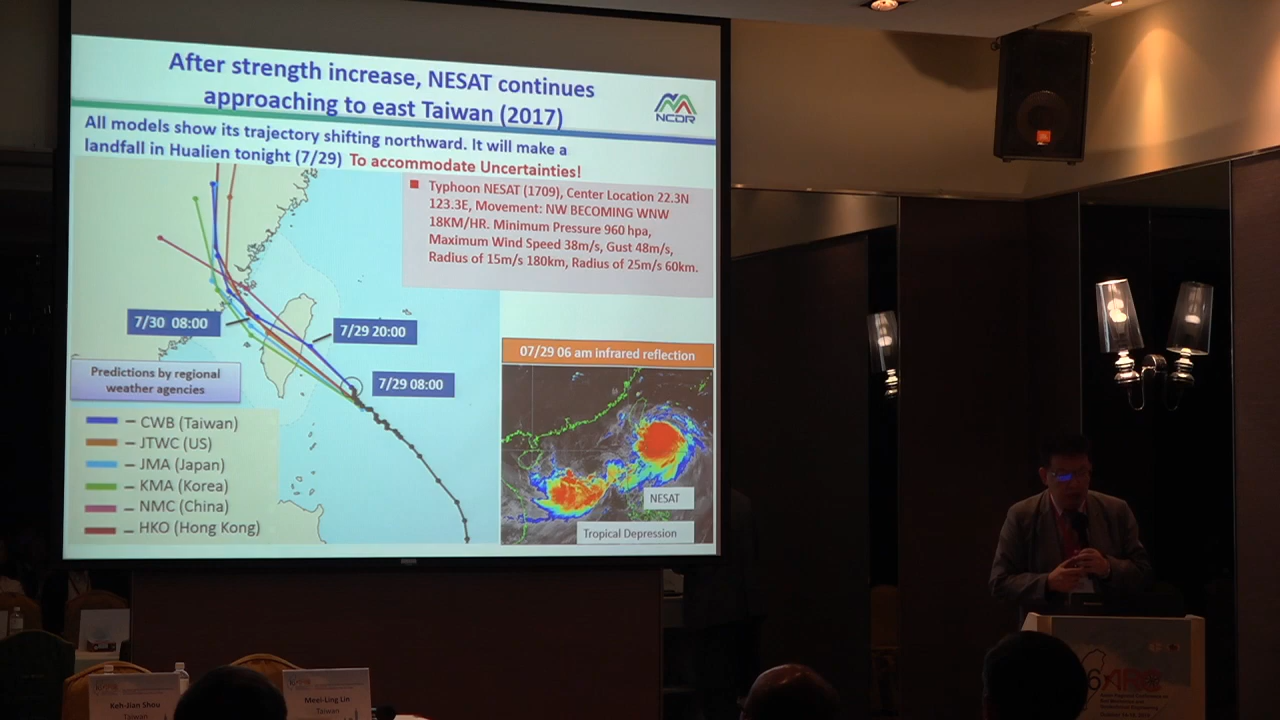 After strength increase, NESAT continues
approaching to east Taiwan (2017)
NCDR
All models show its trajectory shifting northward. It will make a
landfall in Hualien tonight (7/29) To accommodate Uncertainties!
Typhoon NESAT (1709), Center Location 22.3N
123.3E, Movement: NW BECOMING WNW
18KM/HR. Minimum Pressure 960 hpa,
Maximum Wind Speed 38m/s, Gust 48m/s,
Radius of 15m/s 180km, Radius of 25m/s 60km.
7/30 08:00
7/29 20:00
7/29 08:00
Predictions by regional
weather agencies
– CWB (Taiwan)
– JTWC (US)
– JMA (Japan)
– KMA (Korea)
– NMC (China)
– HKO (Hong Kong)
07/29 06 am infrared reflection
NESAT
Tropical Depression
Keh-Jian Shou
Taiwan
Meei-Ling Lin
Taiwan